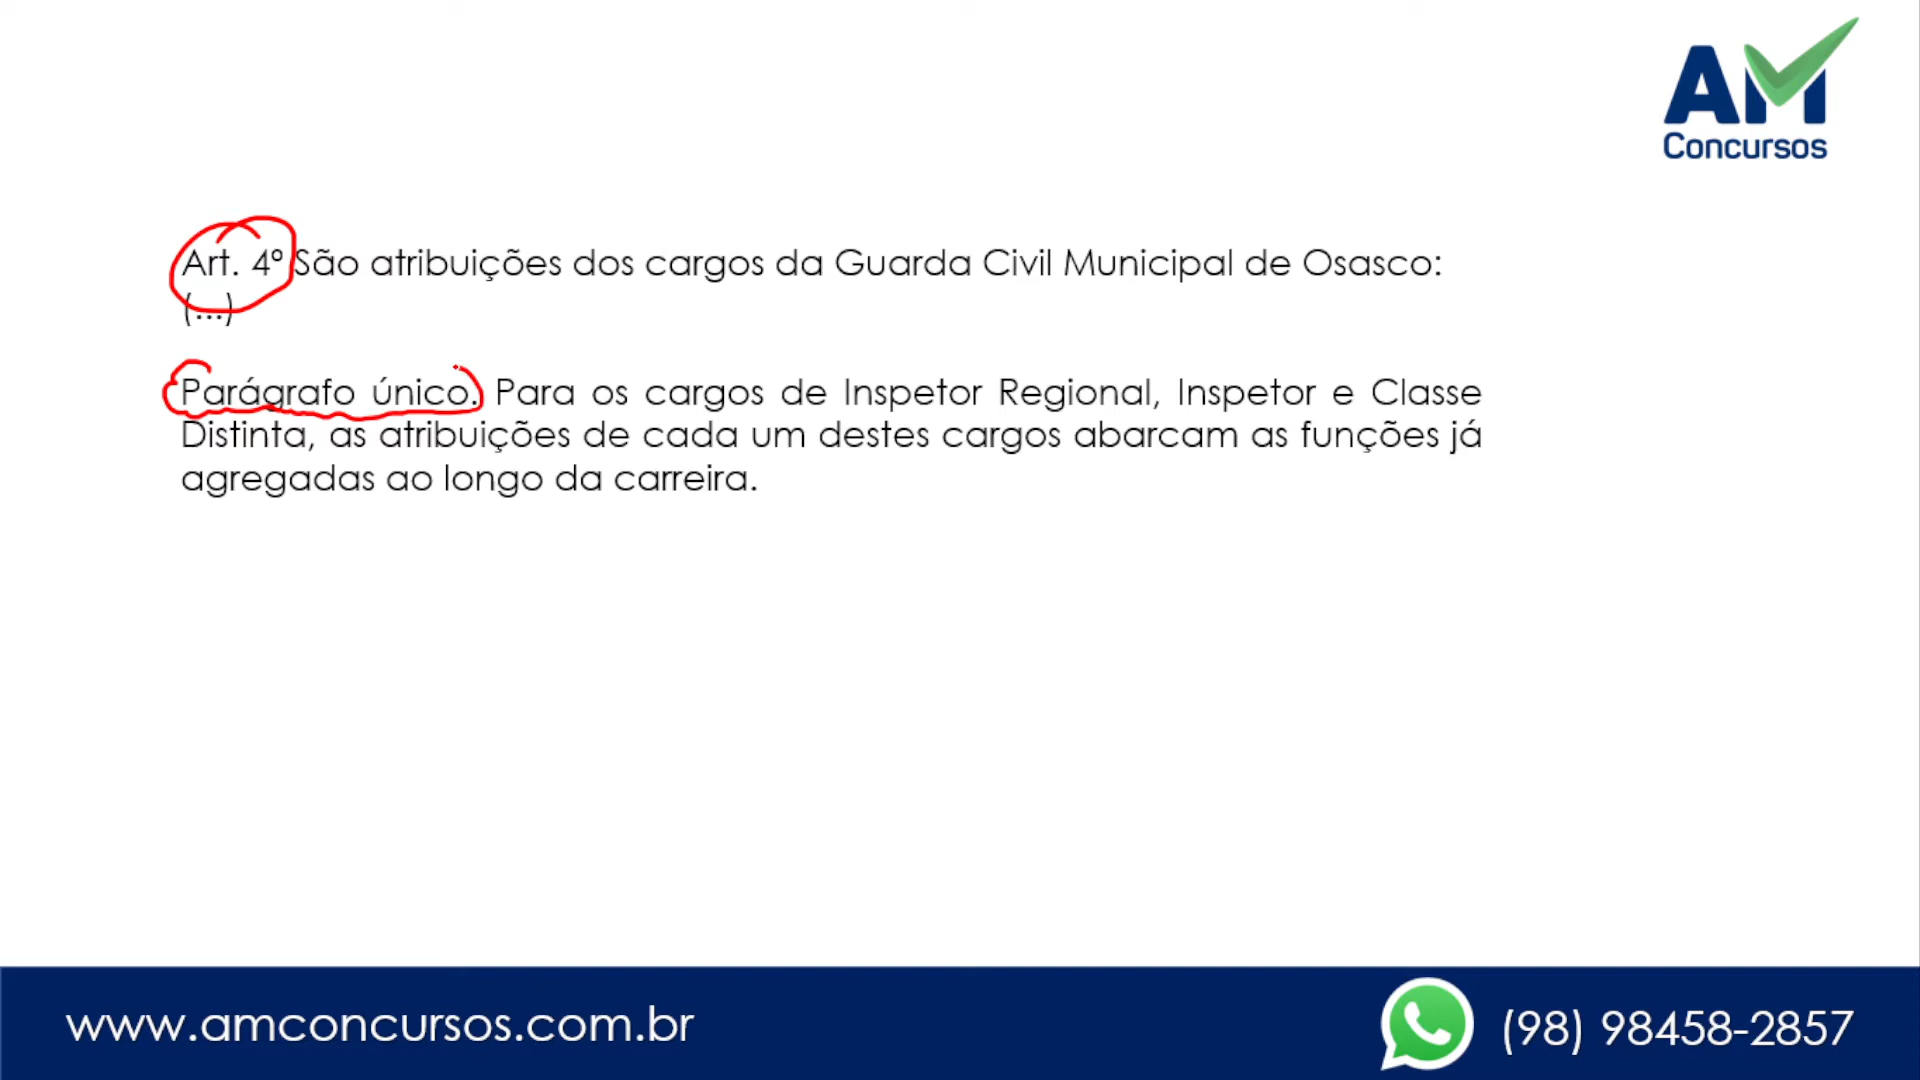 AM
Concursos
Art. 4º São atribuições dos cargos da Guarda Civil Municipal de Osasco:
(...)
Parágrafo único. Para os cargos de Inspetor Regional, Inspetor e Classe
Distinta, as atribuições de cada um destes cargos abarcam as funções já
agregadas ao longo da carreira.
www.amconcursos.com.br
(98) 98458-2857